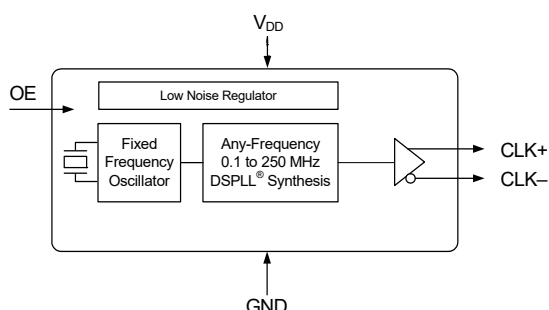 VDD
OE
Low Noise Regulator
Fixed
Frequency
Oscillator
Any-Frequency
0.1 to 250 MHz
DSPLL® Synthesis
CLK+
CLK–
GND